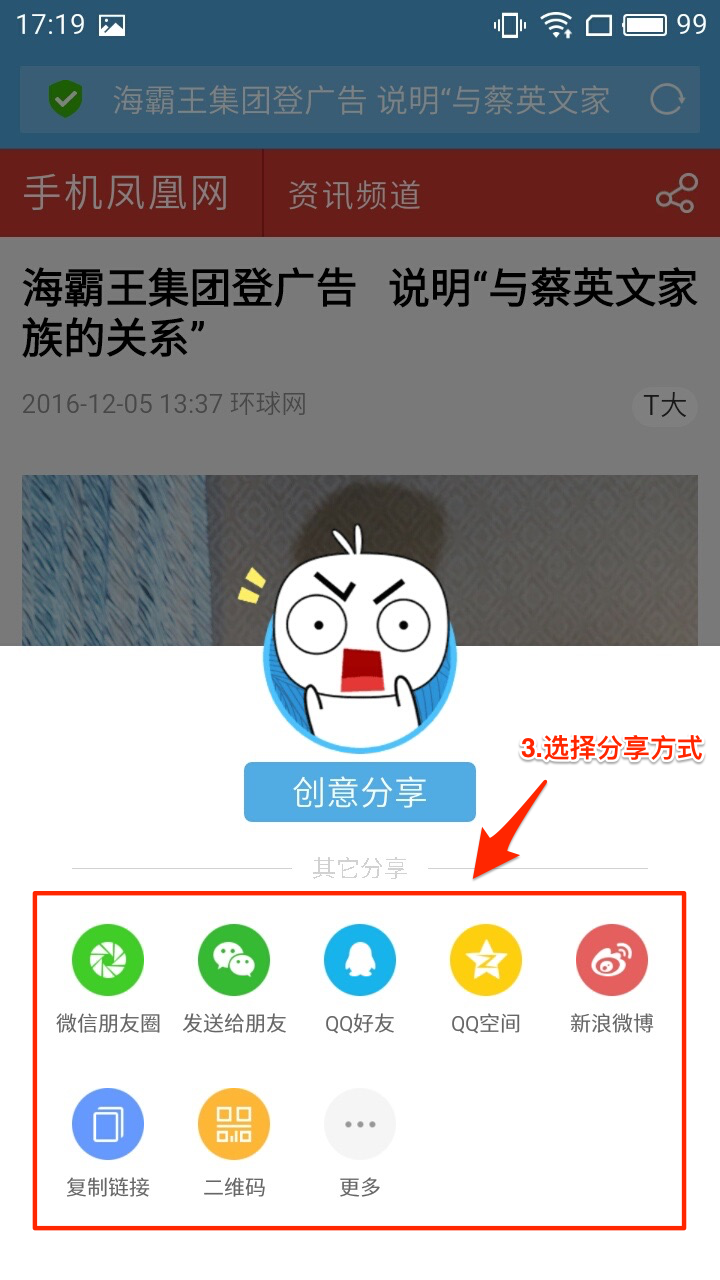 17:19 99
海霸王集团登广告 说明“与蔡英文家
手机凤凰网 资讯频道
海霸王集团登广告 说明“与蔡英文家
族的关系”
2016-12-05 13:37 环球网 T大
3.选择分享方式
创意分享
其它分享
微信朋友圈 发送给朋友 QQ好友 QQ空间 新浪微博
复制链接 二维码 更多